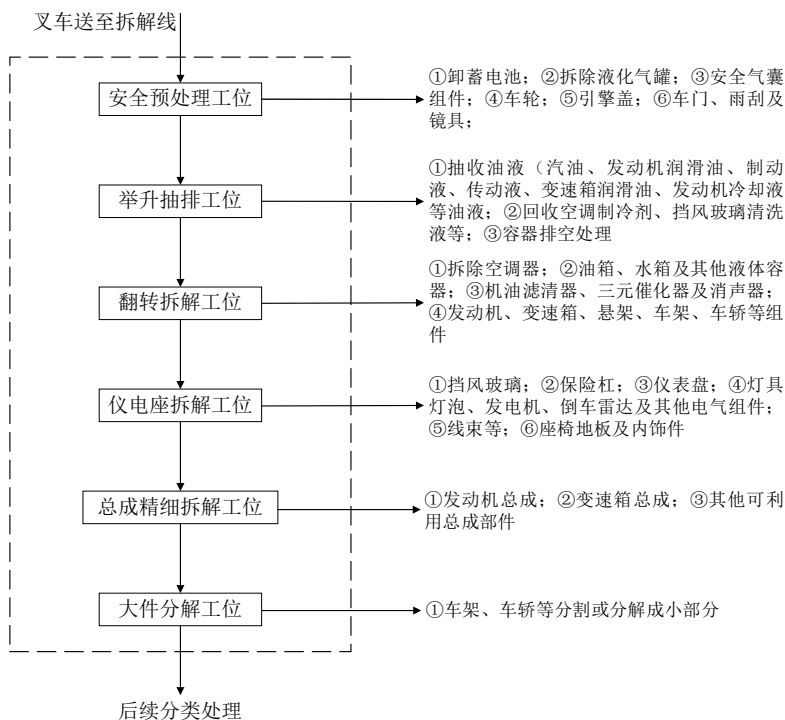 叉车送至拆解线
安全预处理工位
①卸蓄电池；②拆除液化气罐；③安全气囊
组件；④车轮；⑤引擎盖；⑥车门、雨刮及
镜具；
举升抽排工位
①抽收油液（汽油、发动机润滑油、制动
液、传动液、变速箱润滑油、发动机冷却液
等油液；②回收空调制冷剂、挡风玻璃清洗
液等；③容器排空处理
翻转拆解工位
①拆除空调器；②油箱、水箱及其他液体容
器；③机油滤清器、三元催化器及消声器；
④发动机、变速箱、悬架、车架、车轿等组
件
仪电座拆解工位
①挡风玻璃；②保险杠；③仪表盘；④灯具
灯泡、发电机、倒车雷达及其他电气组件；
⑤线束等；⑥座椅地板及内饰件
总成精细拆解工位
①发动机总成；②变速箱总成；③其他可利
用总成部件
大件分解工位
①车架、车轿等分割或分解成小部分
后续分类处理